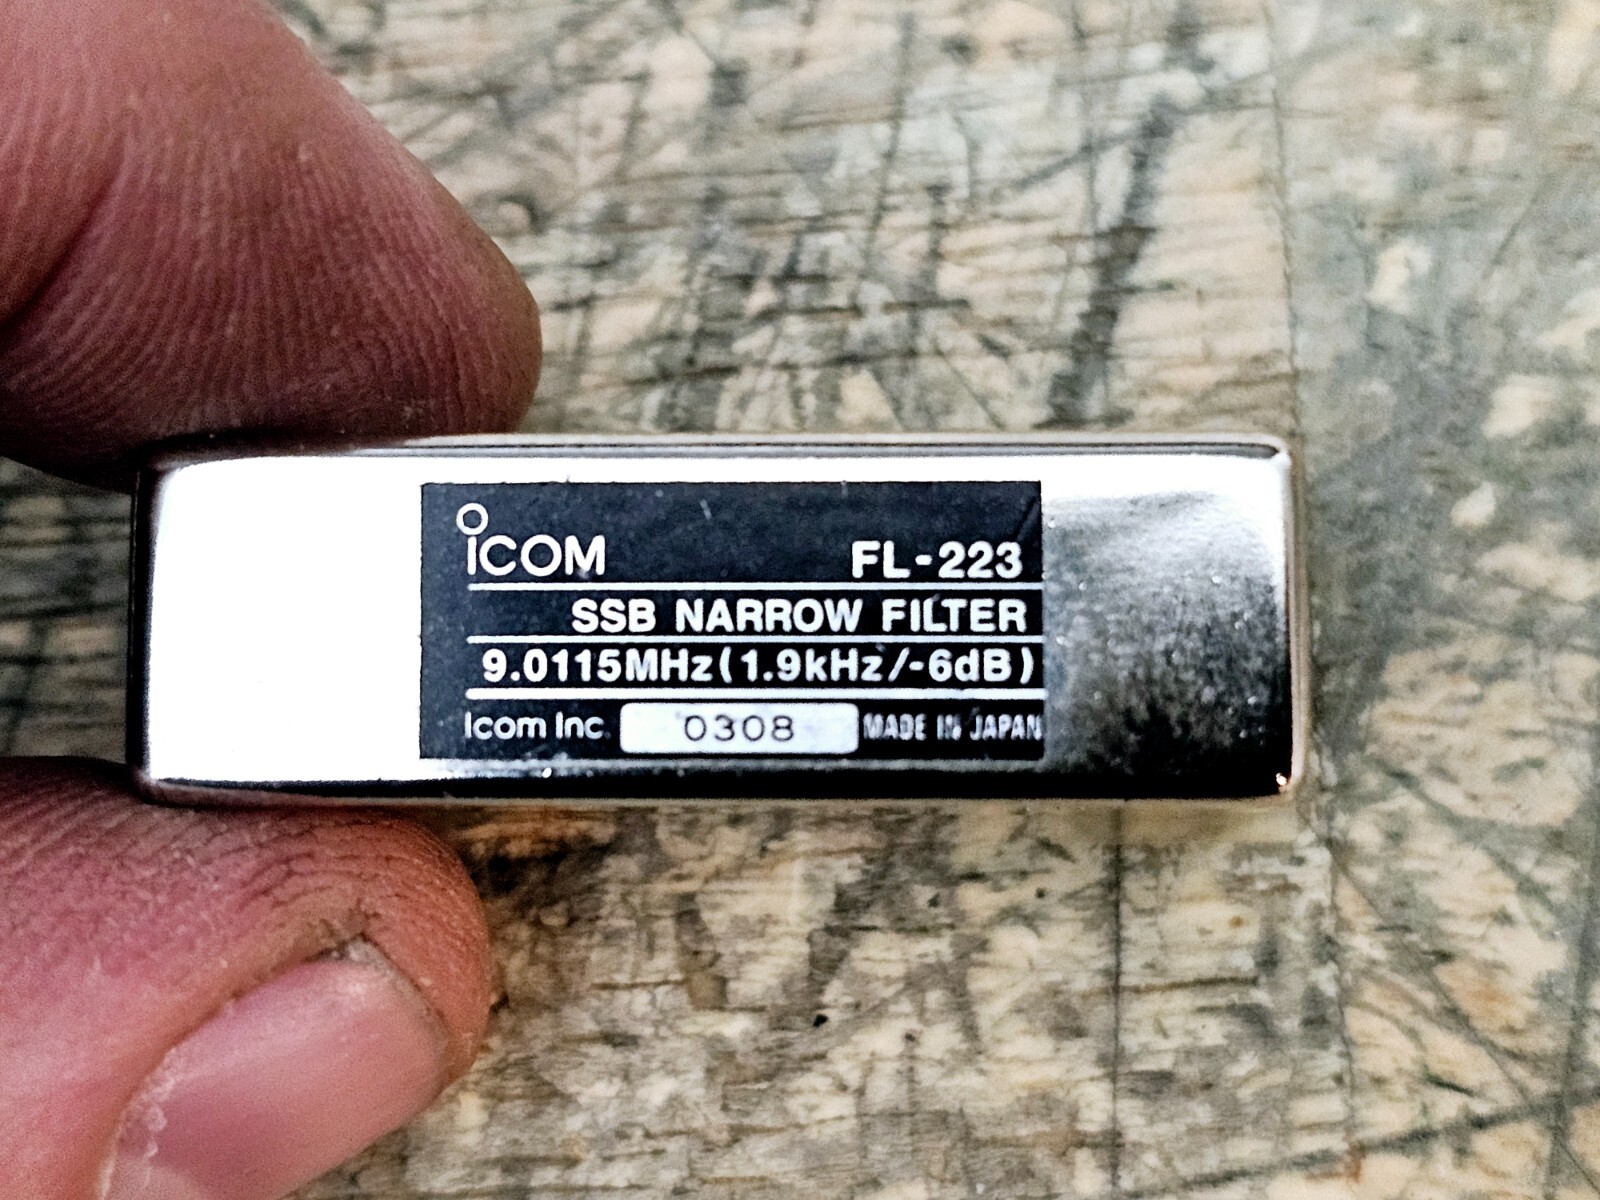 ICOM FL-223
SSB NARROW FILTER
9.0115MHz(1.9kHz/-6dB)
Icom Inc. 0308 MADE IN JAPAN